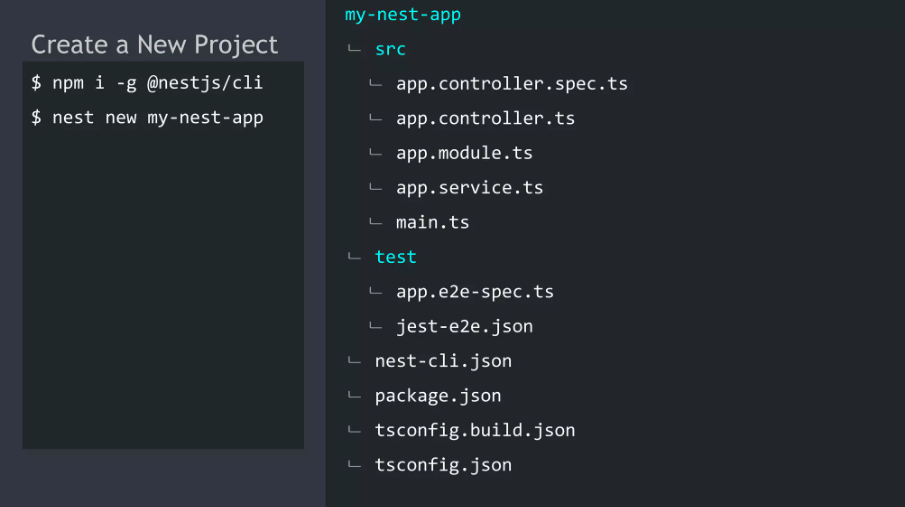 Create a New Project
$ npm i -g @nestjs/cli
$ nest new my-nest-app
my-nest-app
src
app.controller.spec.ts
app.controller.ts
app.module.ts
app.service.ts
main.ts
test
app.e2e-spec.ts
jest-e2e.json
nest-cli.json
package.json
tsconfig.build.json
tsconfig.json